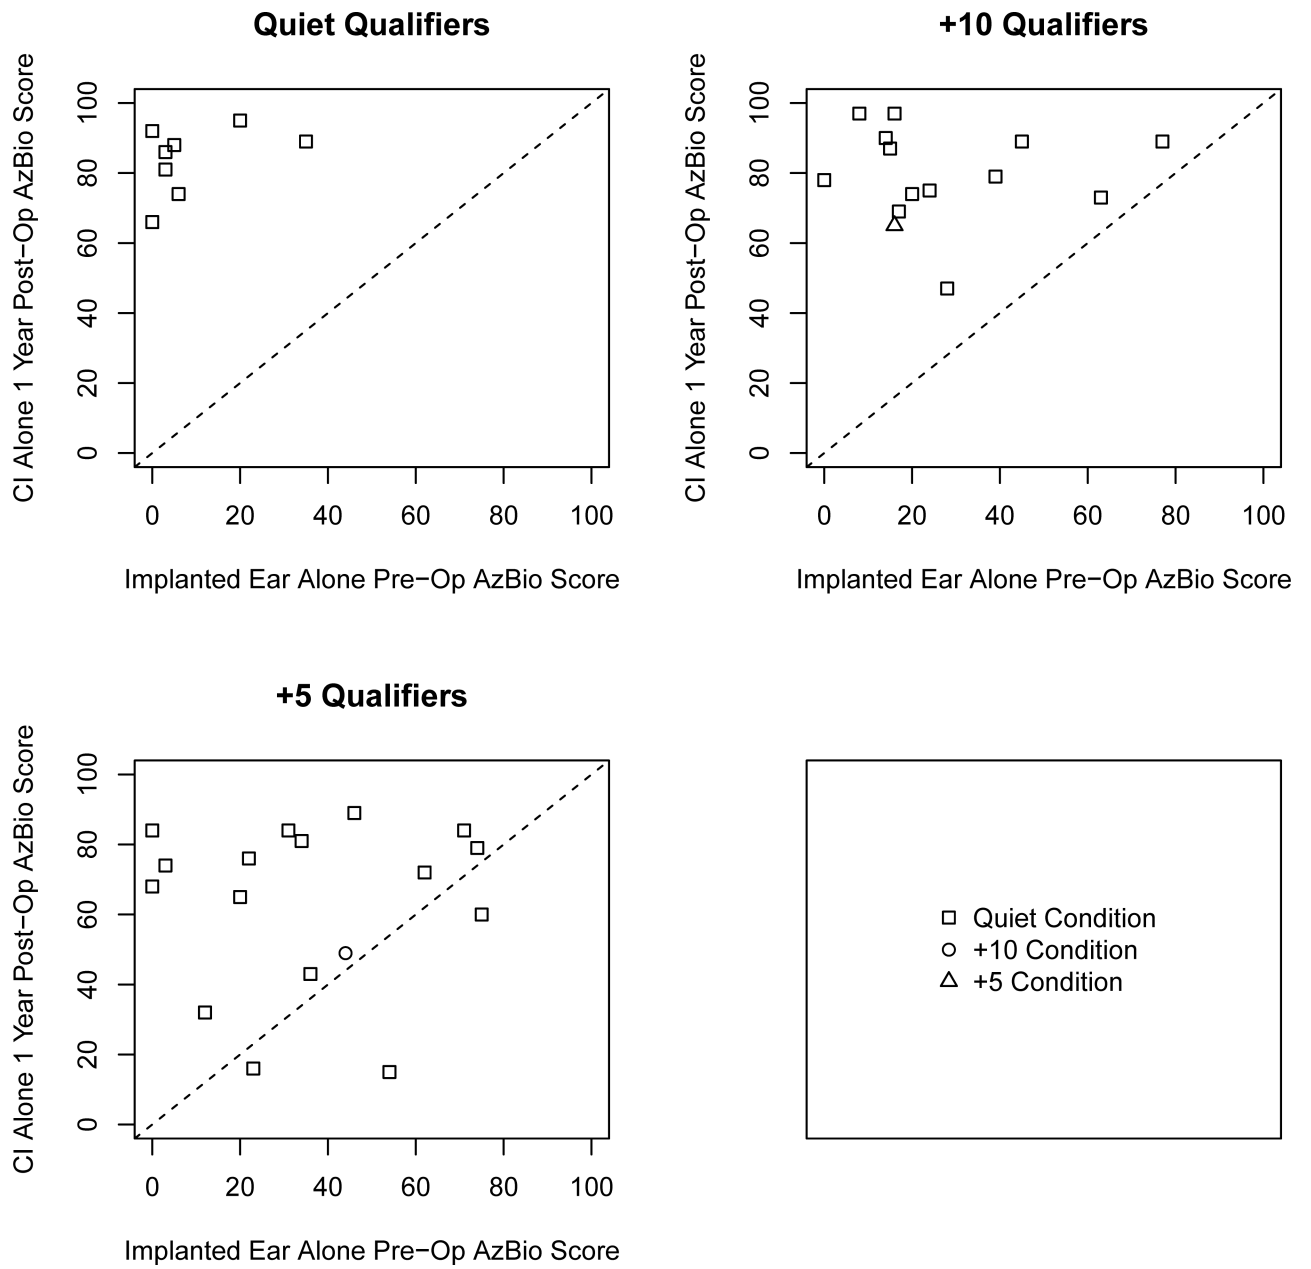 Quiet Qualifiers
CI Alone 1 Year Post−Op AzBio Score
100
80
60
40
20
0
0 20 40 60 80 100
Implanted Ear Alone Pre−Op AzBio Score
+10 Qualifiers
CI Alone 1 Year Post−Op AzBio Score
100
80
60
40
20
0
0 20 40 60 80 100
Implanted Ear Alone Pre−Op AzBio Score
+5 Qualifiers
CI Alone 1 Year Post−Op AzBio Score
100
80
60
40
20
0
0 20 40 60 80 100
Implanted Ear Alone Pre−Op AzBio Score
Quiet Condition
+10 Condition
+5 Condition